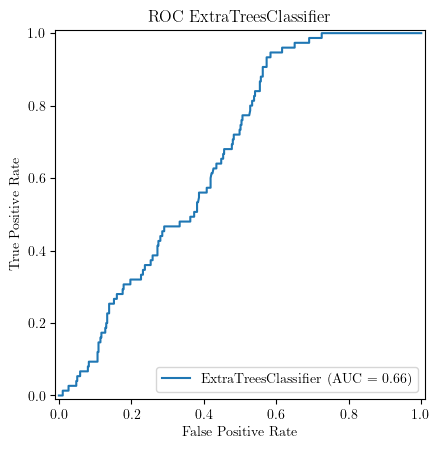 ROC ExtraTreesClassifier
1.0
0.8
0.6
0.4
0.2
0.0
True Positive Rate
ExtraTreesClassifier (AUC = 0.66)
0.0 0.2 0.4 0.6 0.8 1.0
False Positive Rate